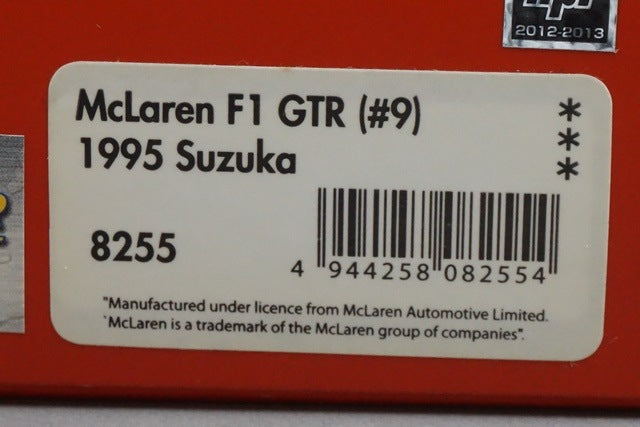 2012-2013
McLaren F1 GTR (#9)
1995 Suzuka
***
8255
4 944258 082554
"Manufactured under licence from McLaren Automotive Limited.
`McLaren is a trademark of the McLaren group of companies".